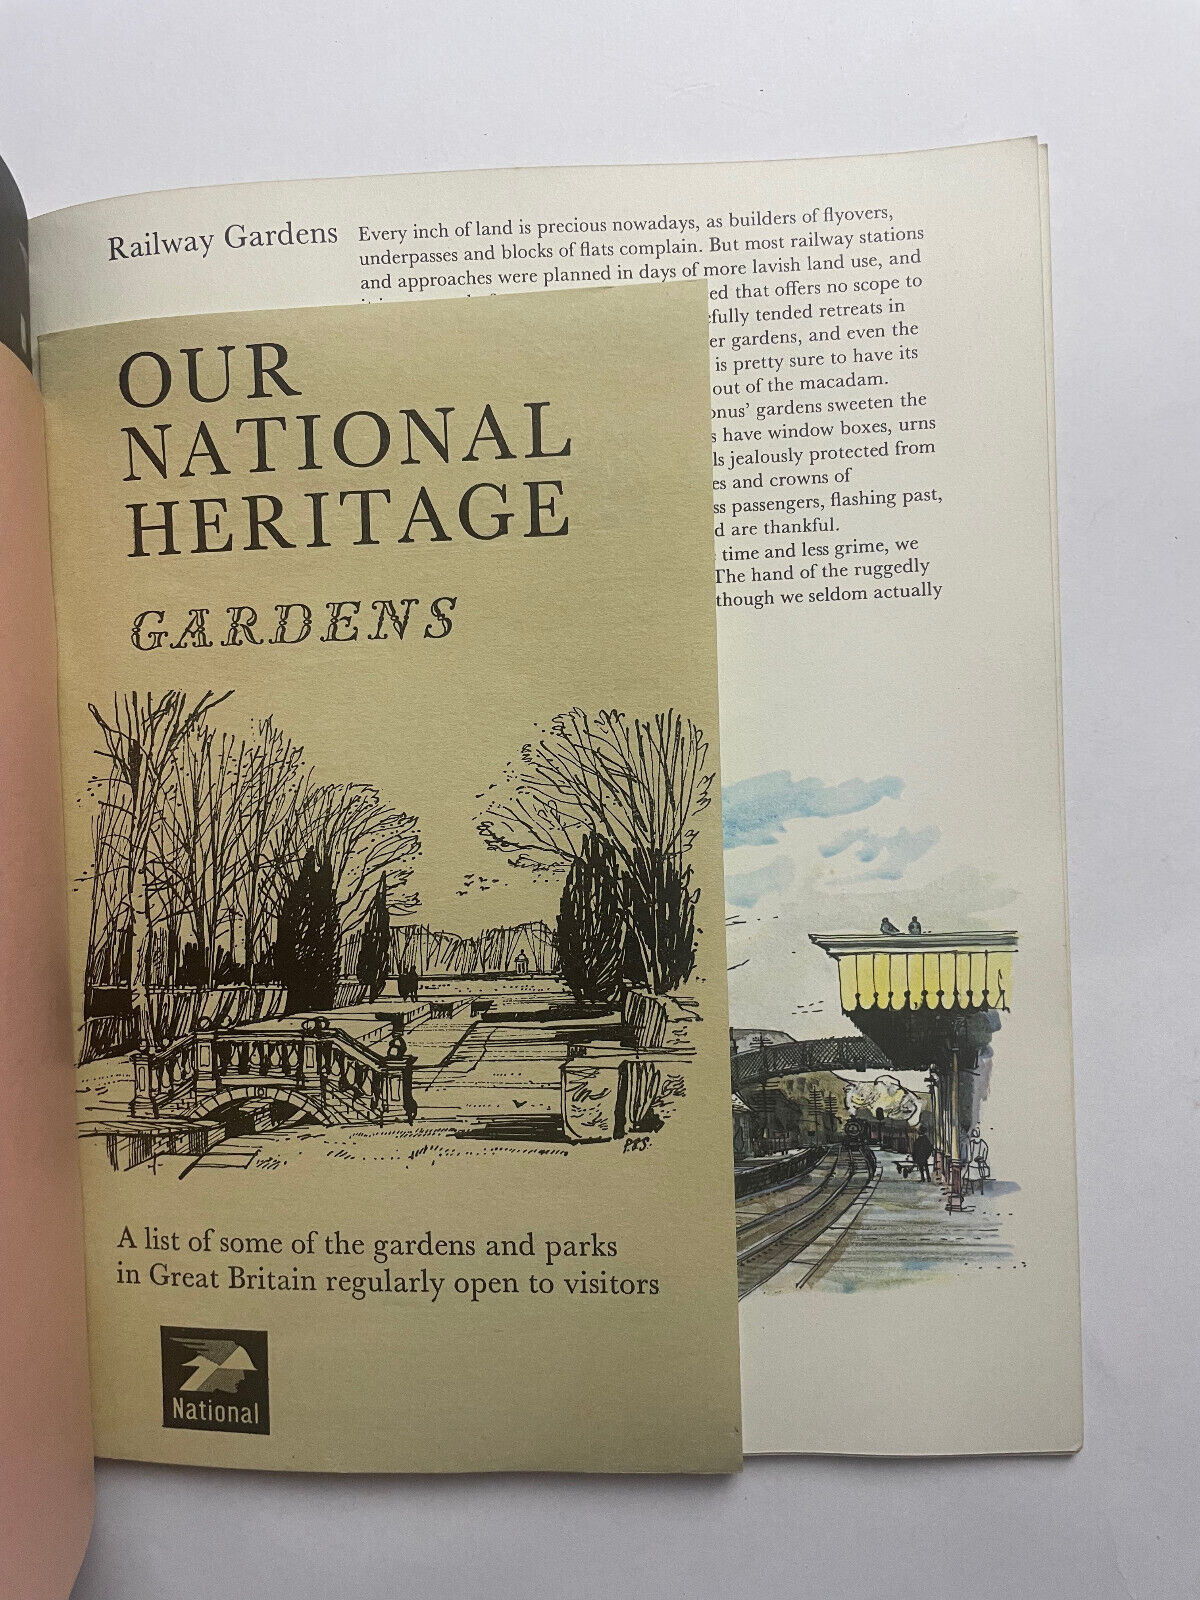 Railway Gardens
Every inch of land is precious nowadays, as builders of flyovers,
underpasses and blocks of flats complain. But most railway stations
and approaches were planned in days of more lavish land use, and
ed that offers no scope to
fully tended retreats in
er gardens, and even the
is pretty sure to have its
out of the macadam.
onus' gardens sweeten the
s have window boxes, urns
ls jealously protected from
es and crowns of
ss passengers, flashing past,
d are thankful.
time and less grime, we
The hand of the ruggedly
though we seldom actually
OUR
NATIONAL
HERITAGE
GARDENS
P.R.S.
A list of some of the gardens and parks
in Great Britain regularly open to visitors
National